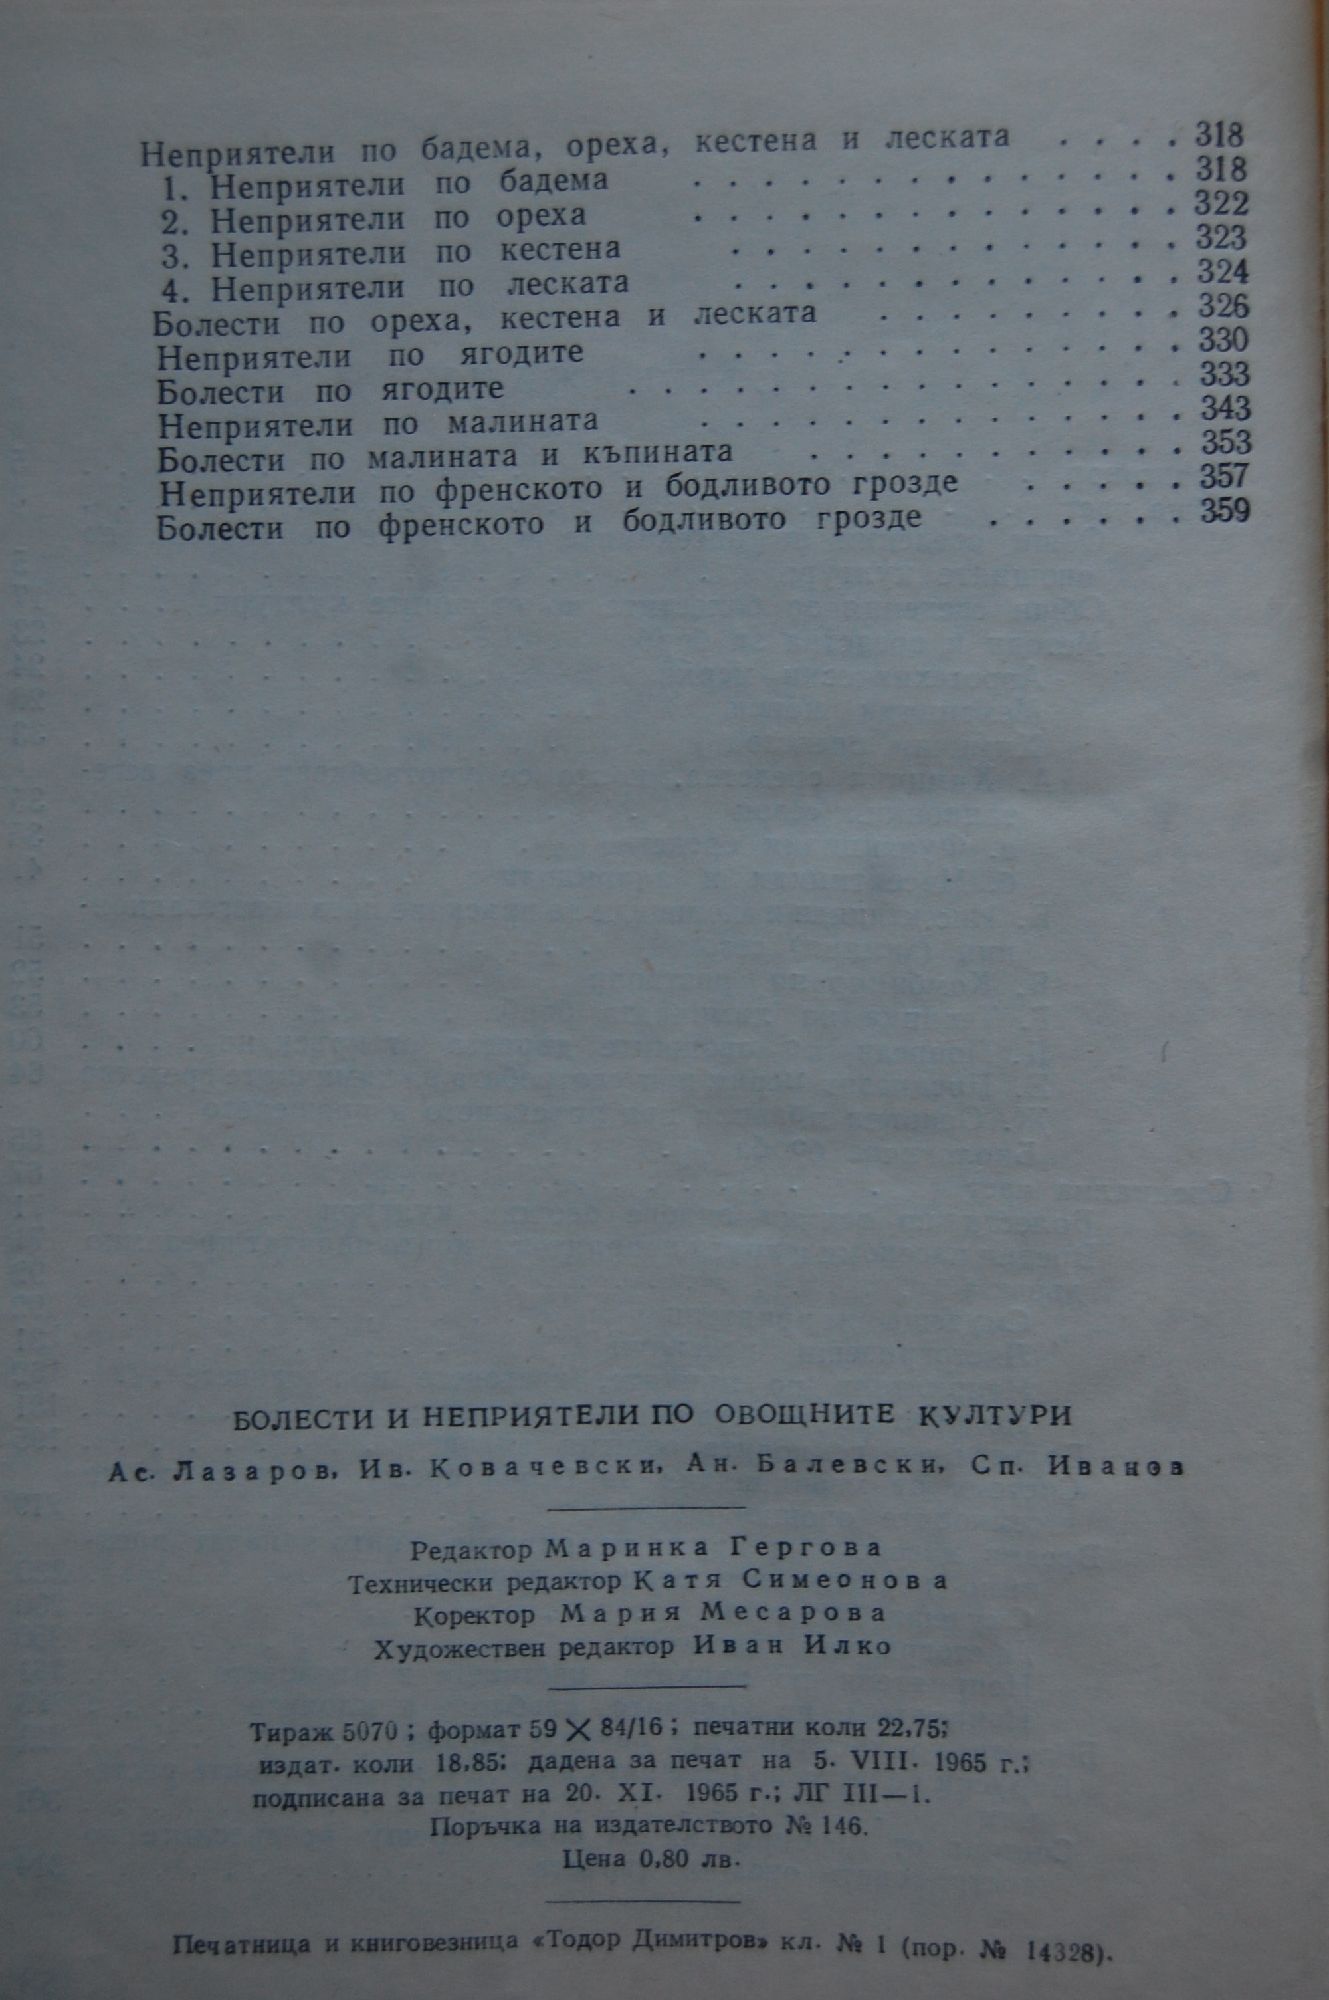 Неприятели по бадема, ореха, кестена и леската . . . . 318
1. Неприятели по бадема . . . . . . . . . . . . . . 318
2. Неприятели по ореха . . . . . . . . . . . . . . 322
3. Неприятели по кестена . . . . . . . . . . . . . 323
4. Неприятели по леската . . . . . . . . . . . . . 324
Болести по ореха, кестена и леската . . . . . . . . . 326
Неприятели по ягодите . . . . . . . . . . . . . . 330
Болести по ягодите . . . . . . . . . . . . . . . . 333
Неприятели по малината . . . . . . . . . . . . . . 343
Болести по малината и къпината . . . . . . . . . . . 353
Неприятели по френското и бодливото грозде . . . . . 357
Болести по френското и бодливото грозде . . . . . . 359
БОЛЕСТИ И НЕПРИЯТЕЛИ ПО ОВОЩНИТЕ КУЛТУРИ
Ас. Лазаров, Ив. Ковачевски, Ан. Балевски, Сп. Иванов
Редактор Маринка Гергова
Технически редактор Катя Симеонова
Коректор Мария Месарова
Художествен редактор Иван Илко
Тираж 5070; формат 59 × 84/16; печатни коли 22,75;
издат. коли 18,85; дадена за печат на 5. VIII. 1965 г.;
подписана за печат на 20. XI. 1965 г.; ЛГ III—1.
Поръчка на издателството № 146.
Цена 0,80 лв.
Печатница и книговезница «Тодор Димитров» кл. № 1 (пор. № 14328).